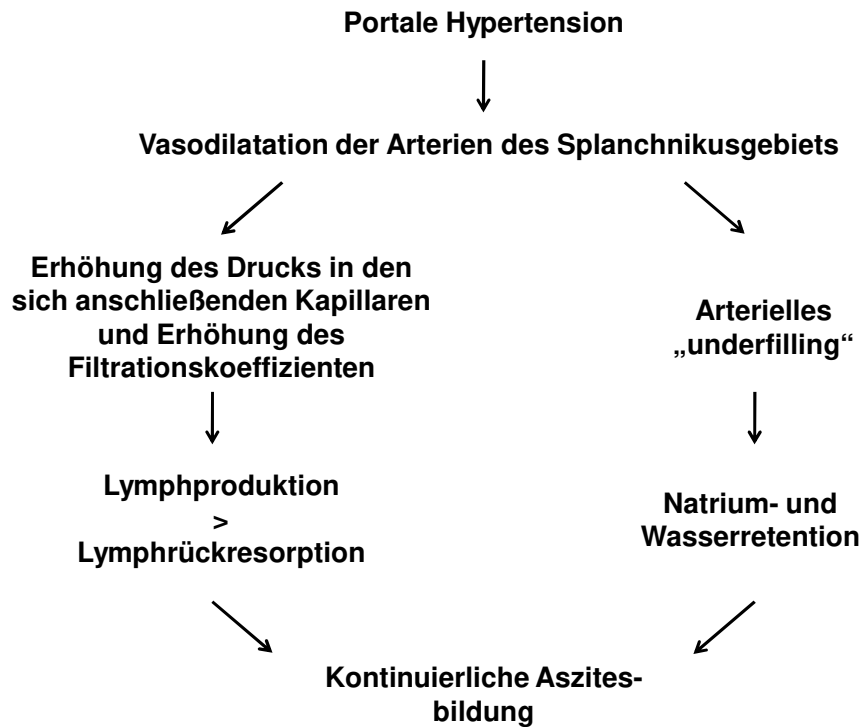 Portale Hypertension
Vasodilatation der Arterien des Splanchnikusgebiets
Erhöhung des Drucks in den
sich anschließenden Kapillaren
und Erhöhung des
Filtrationskoeffizienten
Arterielles
„underfilling“
Lymphproduktion
>
Lymphrückresorption
Natrium- und
Wasserretention
Kontinuierliche Aszites-
bildung